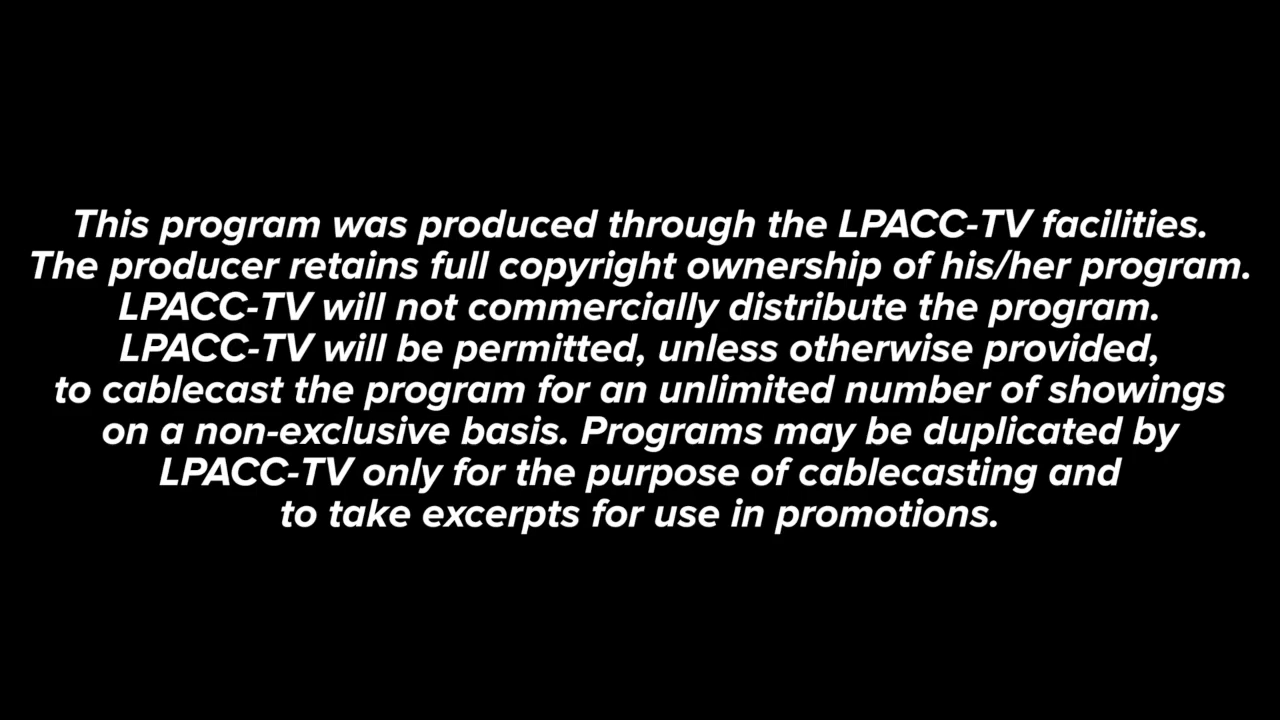 This program was produced through the LPACC-TV facilities.
The producer retains full copyright ownership of his/her program.
LPACC-TV will not commercially distribute the program.
LPACC-TV will be permitted, unless otherwise provided,
to cablecast the program for an unlimited number of showings
on a non-exclusive basis. Programs may be duplicated by
LPACC-TV only for the purpose of cablecasting and
to take excerpts for use in promotions.